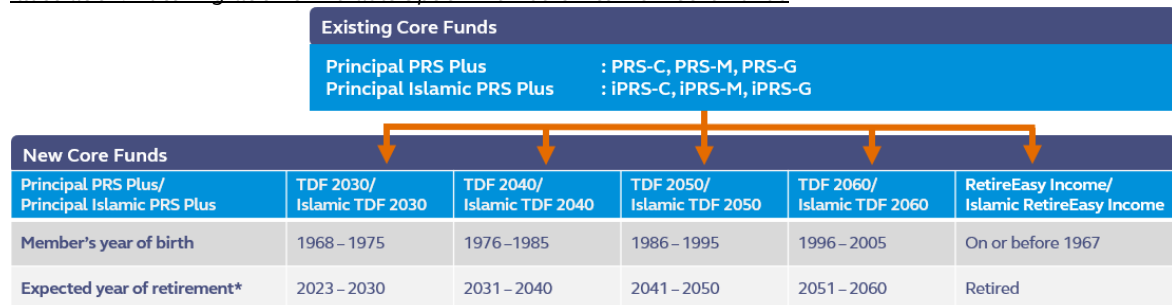 Existing Core Funds
Principal PRS Plus : PRS-C, PRS-M, PRS-G
Principal Islamic PRS Plus : iPRS-C, iPRS-M, iPRS-G
New Core Funds
Principal PRS Plus/ Principal Islamic PRS Plus TDF 2030/ Islamic TDF 2030 TDF 2040/ Islamic TDF 2040 TDF 2050/ Islamic TDF 2050 TDF 2060/ Islamic TDF 2060 RetireEasy Income/ Islamic RetireEasy Income
Member's year of birth 1968 – 1975 1976 –1985 1986 – 1995 1996 – 2005 On or before 1967
Expected year of retirement* 2023 – 2030 2031 – 2040 2041 – 2050 2051 – 2060 Retired